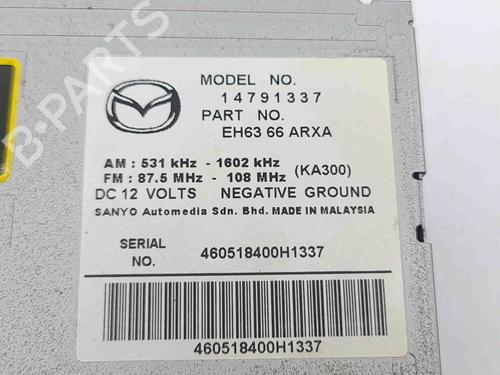 B-PARTS
MODEL NO.
14791337
PART NO.
EH63 66 ARXA
AM : 531 kHz - 1602 kHz
FM : 87.5 MHz - 108 MHz (KA300)
DC 12 VOLTS NEGATIVE GROUND
SANYO Automedia Sdn. Bhd. MADE IN MALAYSIA
SERIAL NO. 460518400H1337
460518400H1337